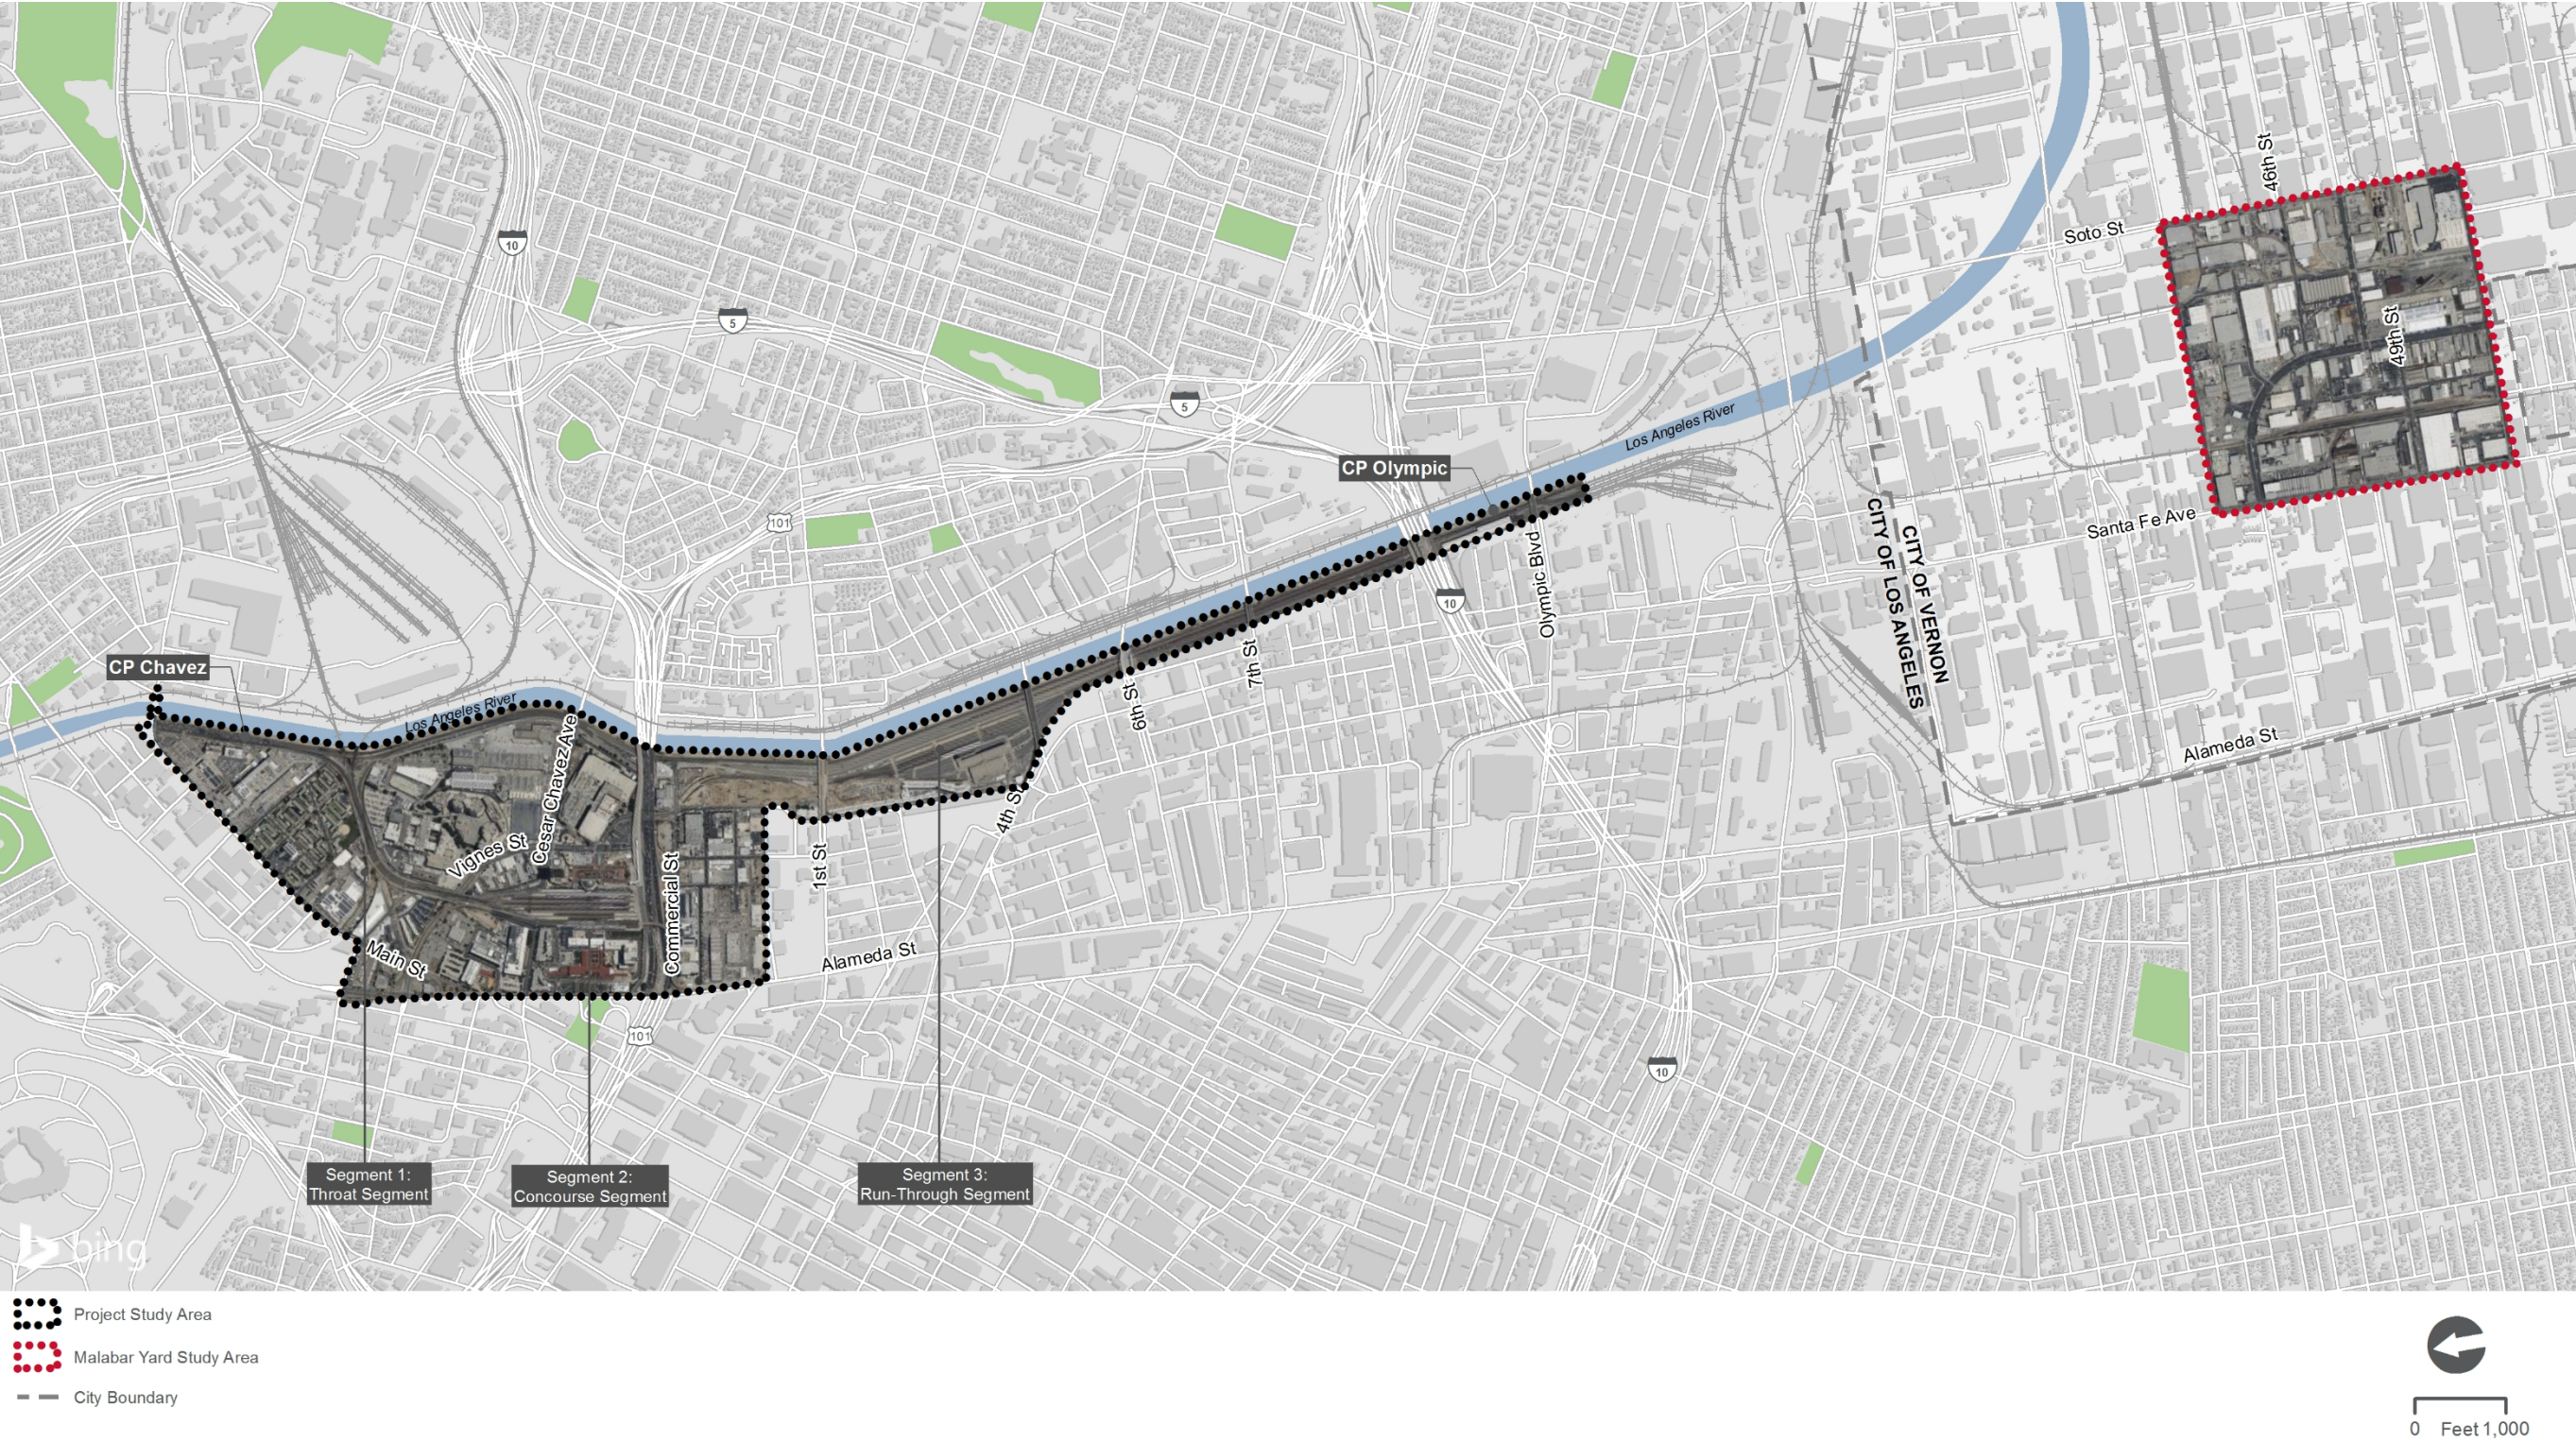 46th St
Soto St
10
5
49th St
5
Los Angeles River
CP Olympic
CITY OF VERNON
CITY OF LOS ANGELES
Santa Fe Ave
101
Olympic Blvd
10
7th St
6th St
CP Chavez
Los Angeles River
Cesar Chavez Ave
Alameda St
4th St
Vignes St
1st St
Commercial St
Main St
Alameda St
101
10
Segment 1:
Throat Segment
Segment 2:
Concourse Segment
Segment 3:
Run-Through Segment
bing
Project Study Area
Malabar Yard Study Area
City Boundary
0 Feet 1,000